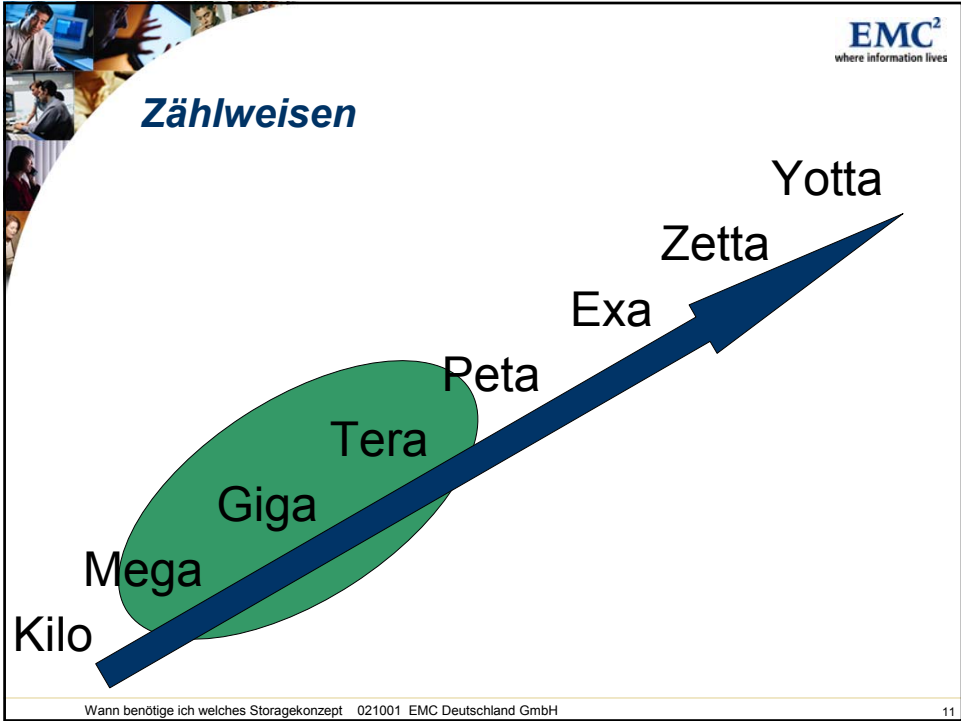 EMC²
where information lives
Zählweisen
Yotta
Zetta
Exa
Peta
Tera
Giga
Mega
Kilo
Wann benötige ich welches Storagekonzept 021001 EMC Deutschland GmbH
11